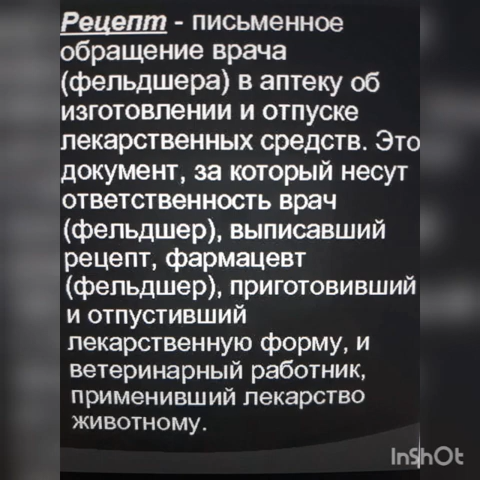 Рецепт - письменное
обращение врача
(фельдшера) в аптеку об
изготовлении и отпуске
лекарственных средств. Это
документ, за который несут
ответственность врач
(фельдшер), выписавший
рецепт, фармацевт
(фельдшер), приготовивший
и отпустивший
лекарственную форму, и
ветеринарный работник,
применивший лекарство
животному.
InShOt